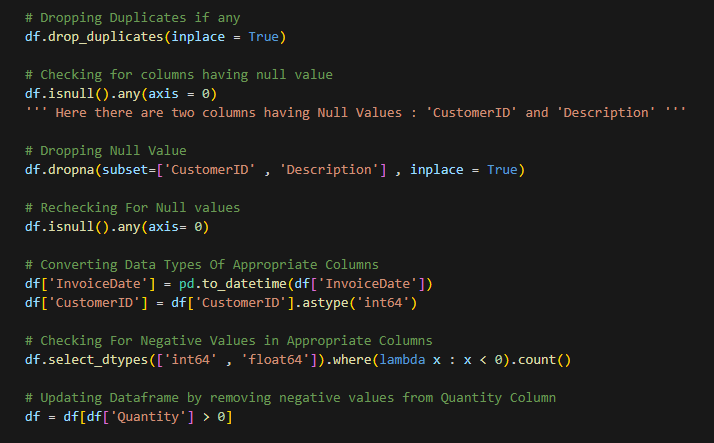 # Dropping Duplicates if any
df.drop_duplicates(inplace = True)
# Checking for columns having null value
df.isnull().any(axis = 0)
''' Here there are two columns having Null Values : 'CustomerID' and 'Description' '''
# Dropping Null Value
df.dropna(subset=['CustomerID' , 'Description'] , inplace = True)
# Rechecking For Null values
df.isnull().any(axis= 0)
# Converting Data Types Of Appropriate Columns
df['InvoiceDate'] = pd.to_datetime(df['InvoiceDate'])
df['CustomerID'] = df['CustomerID'].astype('int64')
# Checking For Negative Values in Appropriate Columns
df.select_dtypes(['int64' , 'float64']).where(lambda x : x < 0).count()
# Updating Dataframe by removing negative values from Quantity Column
df = df[df['Quantity'] > 0]